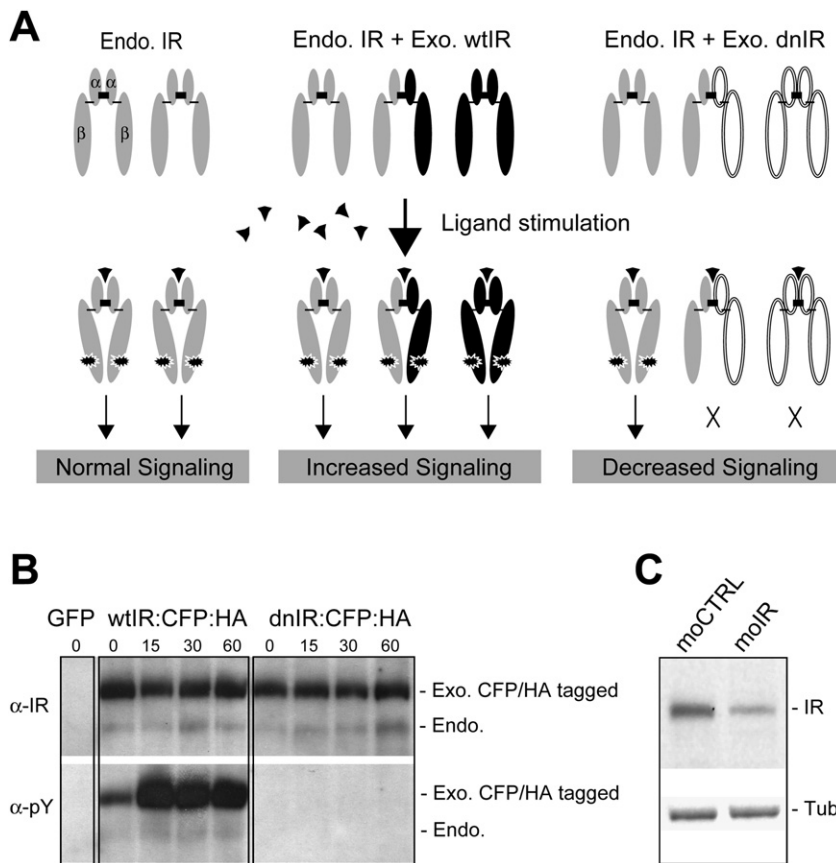 A
Endo. IR
Endo. IR + Exo. wtIR
Endo. IR + Exo. dnIR
α α
β β
Ligand stimulation
X X
Normal Signaling
Increased Signaling
Decreased Signaling
B
GFP wtIR:CFP:HA dnIR:CFP:HA
0 0 15 30 60 0 15 30 60
α-IR
- Exo. CFP/HA tagged
- Endo.
α-pY
- Exo. CFP/HA tagged
- Endo.
C
moCTRL moIR
- IR
- Tub